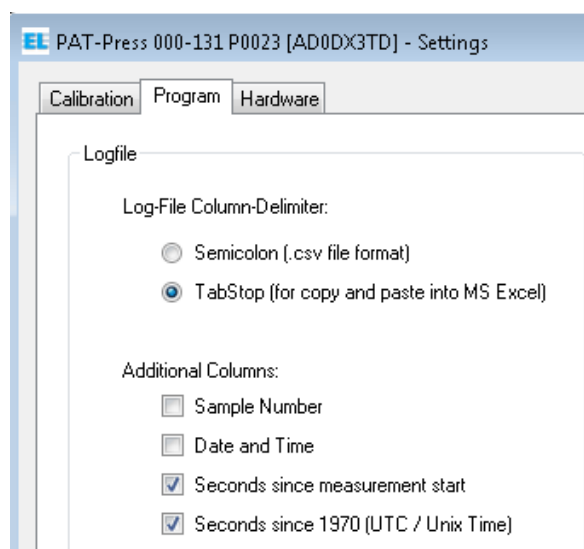 EL PAT-Press 000-131 P0023 [AD0DX3TD] - Settings
Calibration Program Hardware
Logfile
Log-File Column-Delimiter:
Semicolon (.csv file format)
TabStop (for copy and paste into MS Excel)
Additional Columns:
Sample Number
Date and Time
Seconds since measurement start
Seconds since 1970 (UTC / Unix Time)